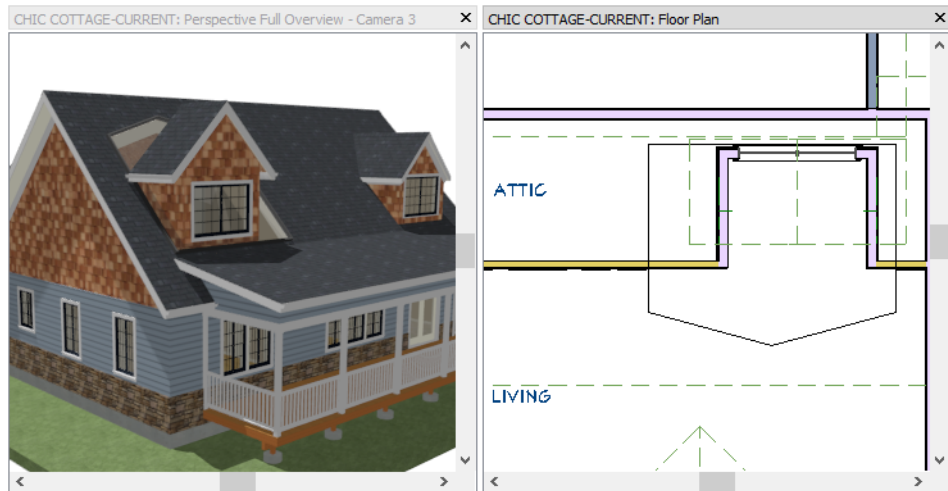 CHIC COTTAGE-CURRENT: Perspective Full Overview - Camera 3
CHIC COTTAGE-CURRENT: Floor Plan
ATTIC
LIVING